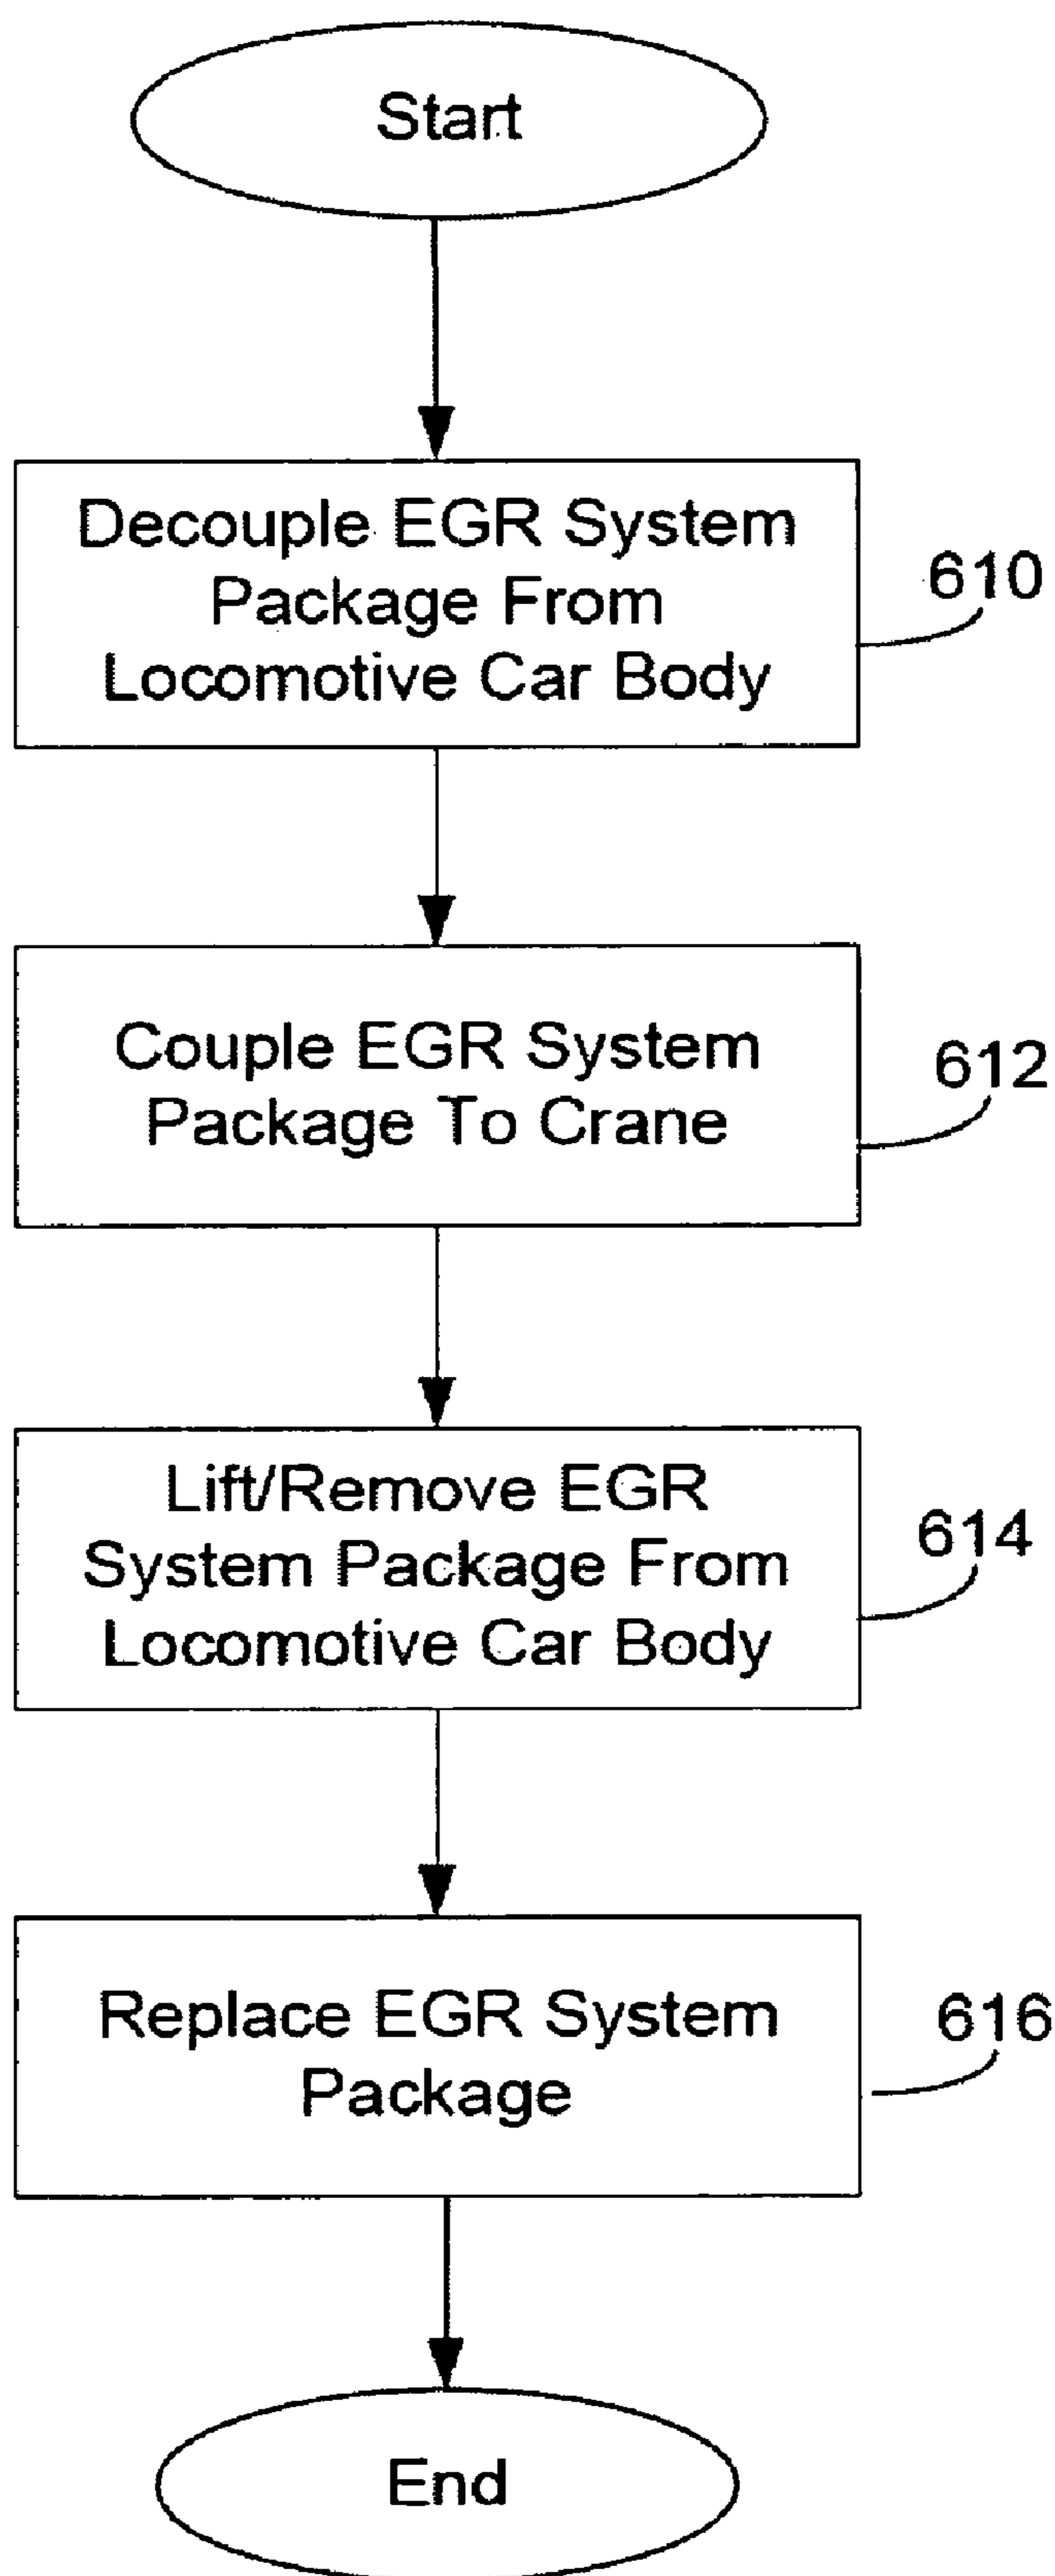 Start
Decouple EGR System
Package From
Locomotive Car Body
610
Couple EGR System
Package To Crane
612
Lift/Remove EGR
System Package From
Locomotive Car Body
614
Replace EGR System
Package
616
End